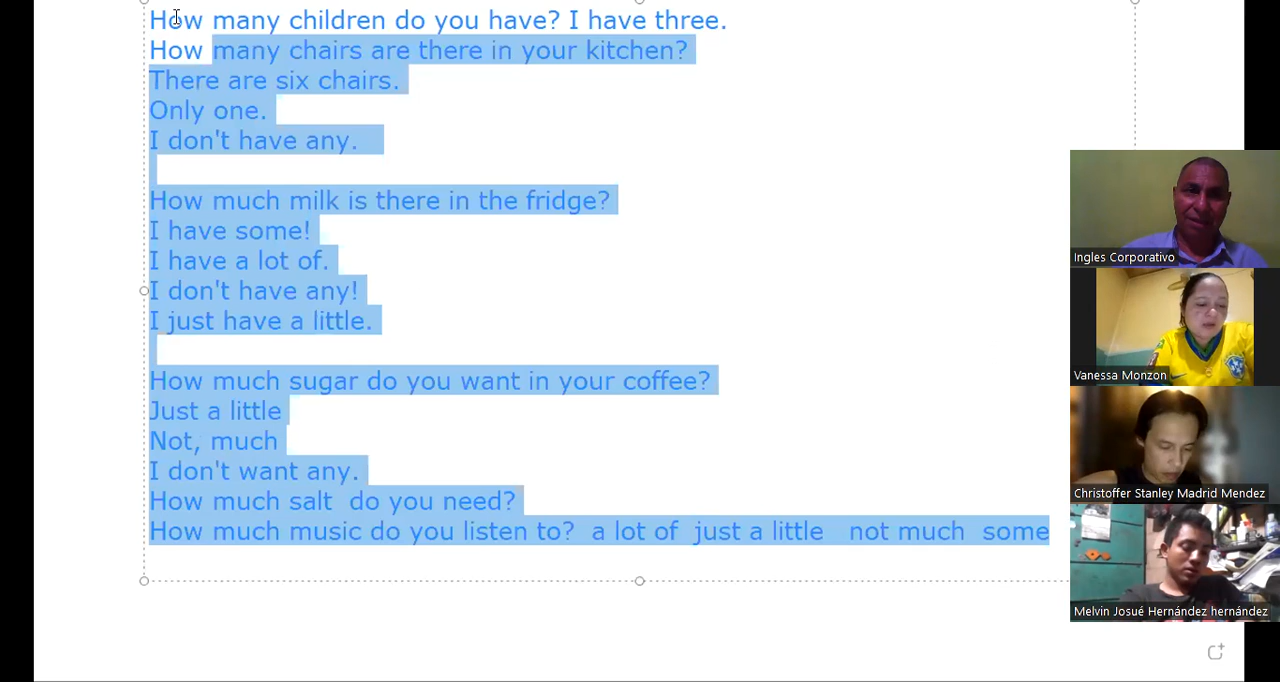 How many children do you have? I have three.
How many chairs are there in your kitchen?
There are six chairs.
Only one.
I don't have any.
How much milk is there in the fridge?
I have some!
I have a lot of.
I don't have any!
I just have a little.
How much sugar do you want in your coffee?
Just a little
Not, much
I don't want any.
How much salt  do you need?
How much music do you listen to?  a lot of  just a little   not much  some
Ingles Corporativo
Vanessa Monzon
Christoffer Stanley Madrid Mendez
Melvin Josué Hernández hernández